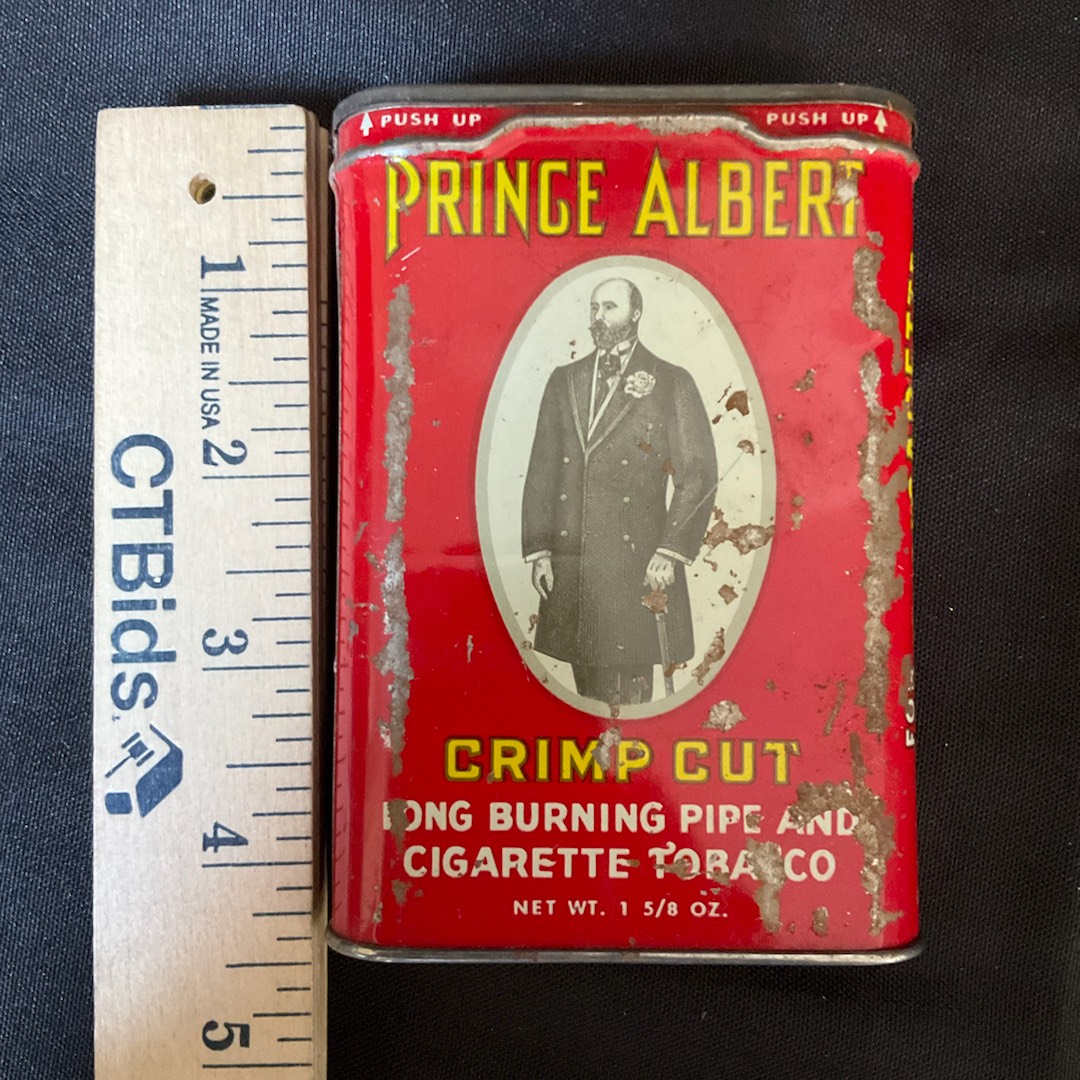 PUSH UP PUSH UP
PRINCE ALBERT
CRIMP CUT
LONG BURNING PIPE AND
CIGARETTE TOBACCO
NET WT. 1 5/8 OZ.
1
MADE IN USA
2
3
4
5
CTBids